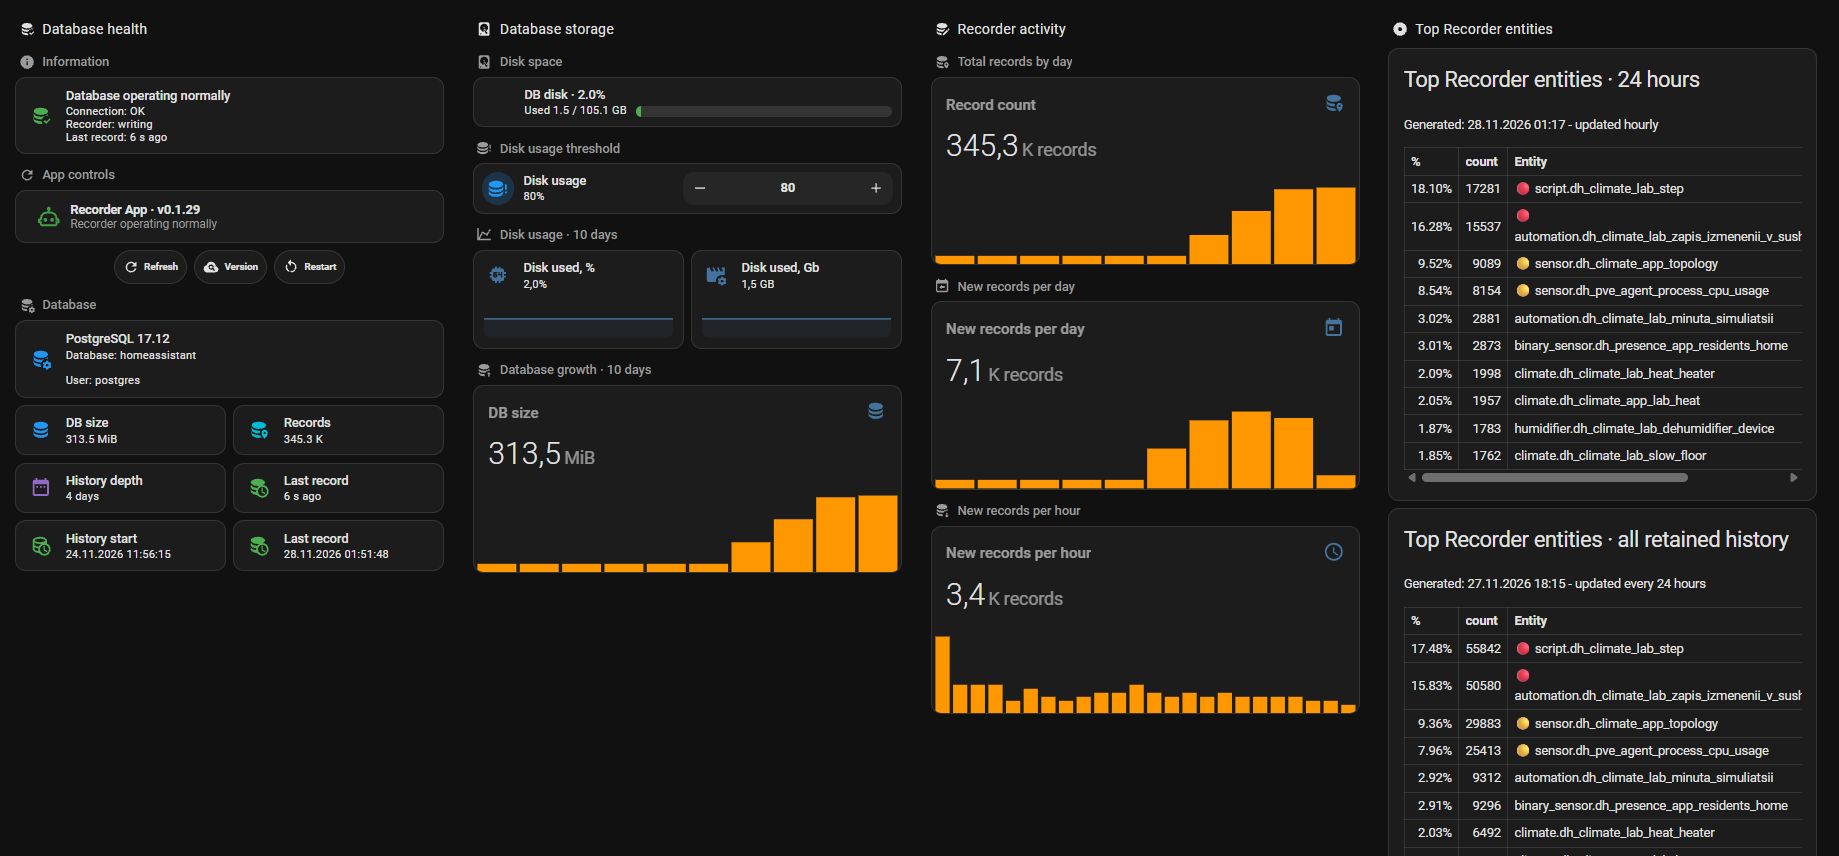 Database health
Information
Database operating normally
Connection: OK
Recorder: writing
Last record: 6 s ago
App controls
Recorder App · v0.1.29
Recorder operating normally
Refresh
Version
Restart
Database
PostgreSQL 17.12
Database: homeassistant
User: postgres
DB size
313.5 MiB
Records
345.3 K
History depth
4 days
Last record
6 s ago
History start
24.11.2026 11:56:15
Last record
28.11.2026 01:51:48
Database storage
Disk space
DB disk · 2.0%
Used 1.5 / 105.1 GB
Disk usage threshold
Disk usage
80%
− 80 +
Disk usage · 10 days
Disk used, %
2,0%
Disk used, Gb
1,5 GB
Database growth · 10 days
DB size
313,5 MiB
Recorder activity
Total records by day
Record count
345,3 K records
New records per day
New records per day
7,1 K records
New records per hour
New records per hour
3,4 K records
Top Recorder entities
Top Recorder entities · 24 hours
Generated: 28.11.2026 01:17 - updated hourly
% count Entity
18.10% 17281 script.dh_climate_lab_step
16.28% 15537 automation.dh_climate_lab_zapis_izmenenii_v_sush
9.52% 9089 sensor.dh_climate_app_topology
8.54% 8154 sensor.dh_pve_agent_process_cpu_usage
3.02% 2881 automation.dh_climate_lab_minuta_simuliatsii
3.01% 2873 binary_sensor.dh_presence_app_residents_home
2.09% 1998 climate.dh_climate_lab_heat_heater
2.05% 1957 climate.dh_climate_app_lab_heat
1.87% 1783 humidifier.dh_climate_lab_dehumidifier_device
1.85% 1762 climate.dh_climate_lab_slow_floor
Top Recorder entities · all retained history
Generated: 27.11.2026 18:15 - updated every 24 hours
% count Entity
17.48% 55842 script.dh_climate_lab_step
15.83% 50580 automation.dh_climate_lab_zapis_izmenenii_v_sush
9.36% 29883 sensor.dh_climate_app_topology
7.96% 25413 sensor.dh_pve_agent_process_cpu_usage
2.92% 9312 automation.dh_climate_lab_minuta_simuliatsii
2.91% 9296 binary_sensor.dh_presence_app_residents_home
2.03% 6492 climate.dh_climate_lab_heat_heater